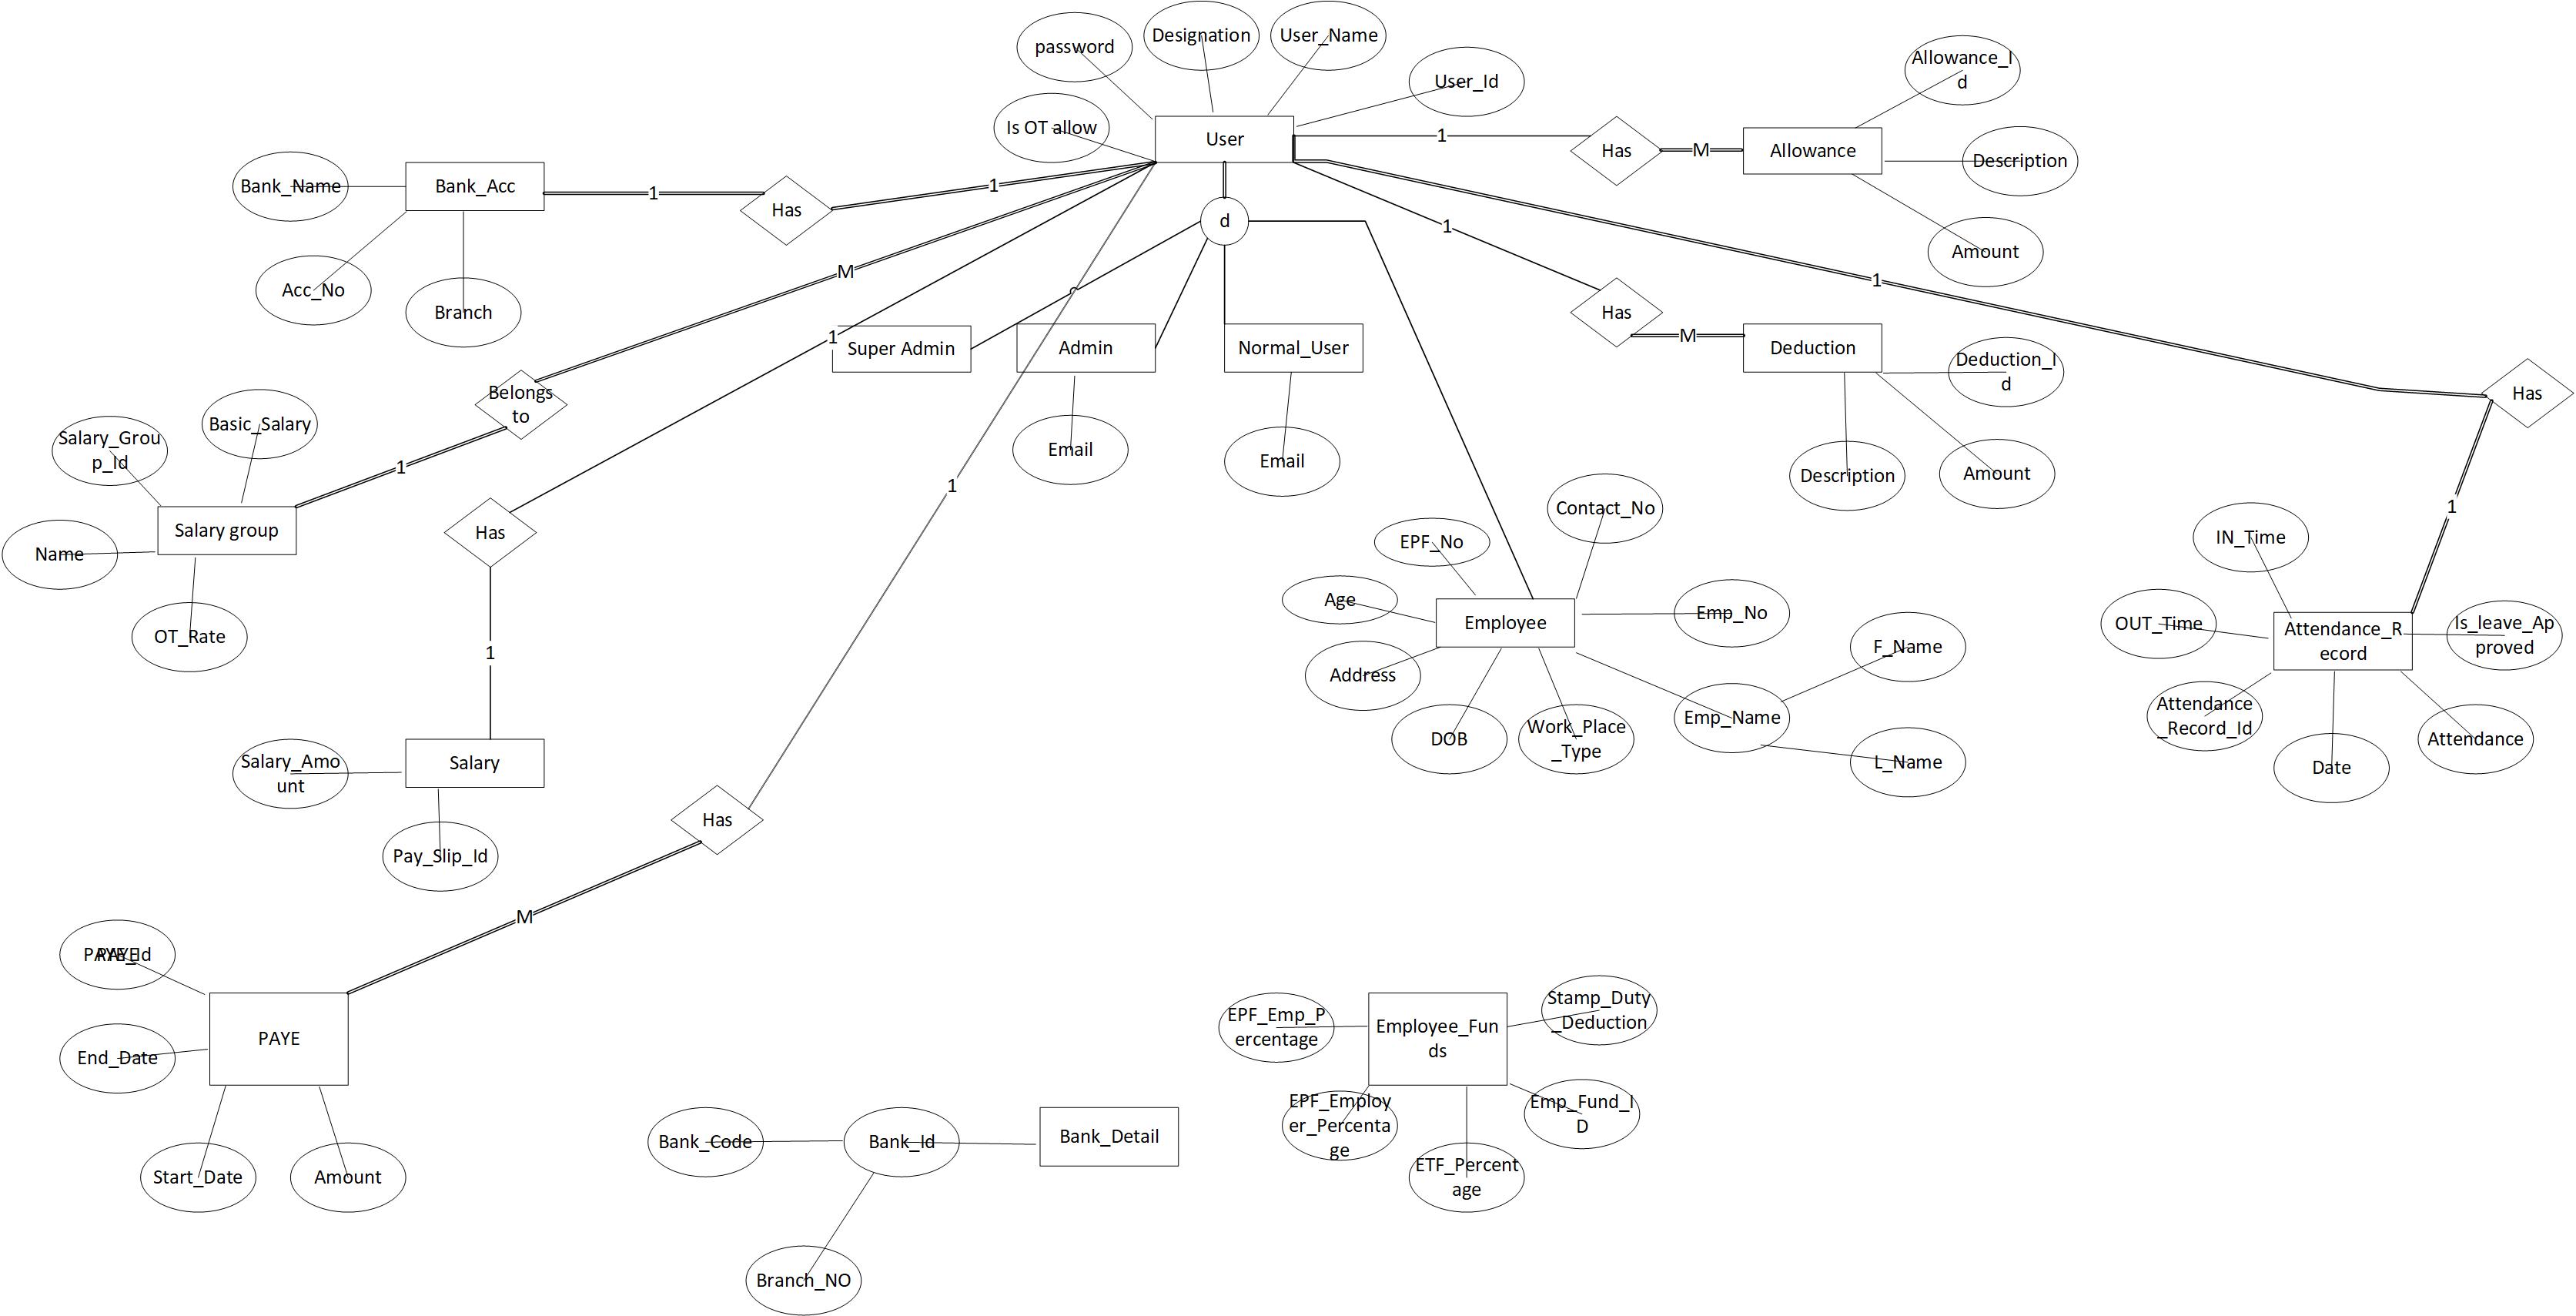 password
Designation
User_Name
User_Id
Is OT allow
User
Allowance_I
d
1
Has
M
Allowance
Description
Amount
Bank_Name
Bank_Acc
1
Has
1
Acc_No
Branch
d
1
M
1
Has
M
Deduction
Deduction_I
d
Description
Amount
1
Super Admin
Admin
Normal_User
Email
Email
Has
1
Belongs
to
1
Salary_Grou
p_Id
Basic_Salary
Salary group
Name
OT_Rate
Has
1
1
Contact_No
EPF_No
Age
Employee
Emp_No
Address
DOB
Work_Place
_Type
Emp_Name
F_Name
L_Name
IN_Time
OUT_Time
Attendance_R
ecord
Is_leave_Ap
proved
Attendance
_Record_Id
Date
Attendance
Salary_Amo
unt
Salary
Pay_Slip_Id
Has
M
PAYE_Id
PAYE
End_Date
Start_Date
Amount
EPF_Emp_P
ercentage
Employee_Fun
ds
Stamp_Duty
_Deduction
EPF_Employ
er_Percenta
ge
ETF_Percent
age
Emp_Fund_I
D
Bank_Code
Bank_Id
Bank_Detail
Branch_NO